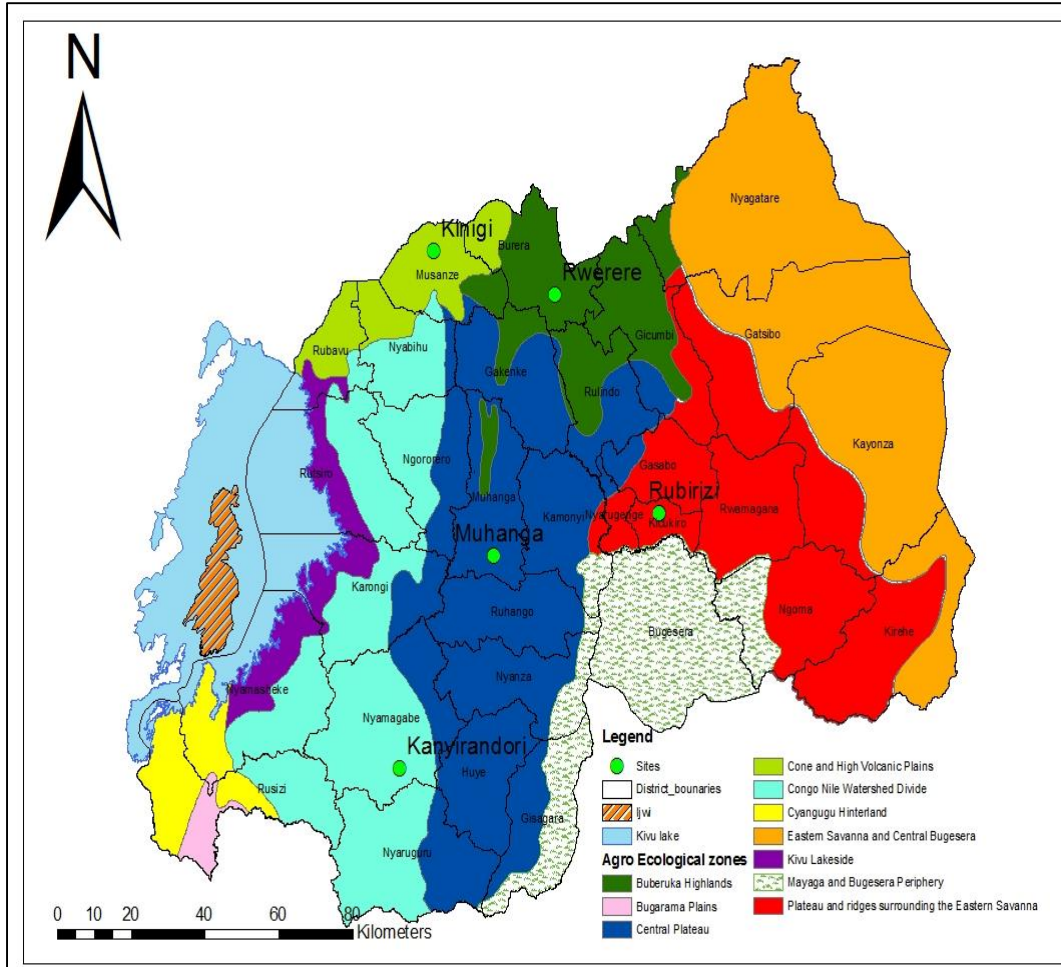 N
Kinigi
Burera
Nyagatare
Musanze
Rwerere
Rubavu
Nyabihu
Gicumbi
Gatsibo
Gakenke
Rulindo
Kayonza
Rutsiro
Ngororero
Gasabo
Muhanga
Kamonyi
Nyarugenge
Rubirizi
Kicukiro
Rwamagana
Muhanga
Karongi
Ruhango
Bugesera
Ngoma
Kirehe
Nyanza
Nyamasheke
Nyamagabe
Kanyirandori
Huye
Rusizi
Gisagara
Nyaruguru
Legend
Sites
District_bounaries
Ijwi
Kivu lake
Agro Ecological zones
Buberuka Highlands
Bugarama Plains
Central Plateau
Cone and High Volcanic Plains
Congo Nile Watershed Divide
Cyangugu Hinterland
Eastern Savanna and Central Bugesera
Kivu Lakeside
Mayaga and Bugesera Periphery
Plateau and ridges surrounding the Eastern Savanna
0 10 20 40 60 80
Kilometers